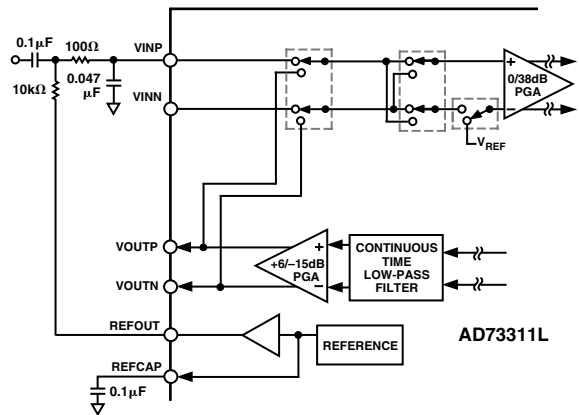 0.1µF
100Ω
VINP
0.047
µF
10kΩ
VINN
+
0/38dB
PGA
–
VREF
VOUTP
VOUTN
+
+6/–15dB
PGA
–
CONTINUOUS
TIME
LOW-PASS
FILTER
REFOUT
REFERENCE
AD73311L
REFCAP
0.1µF